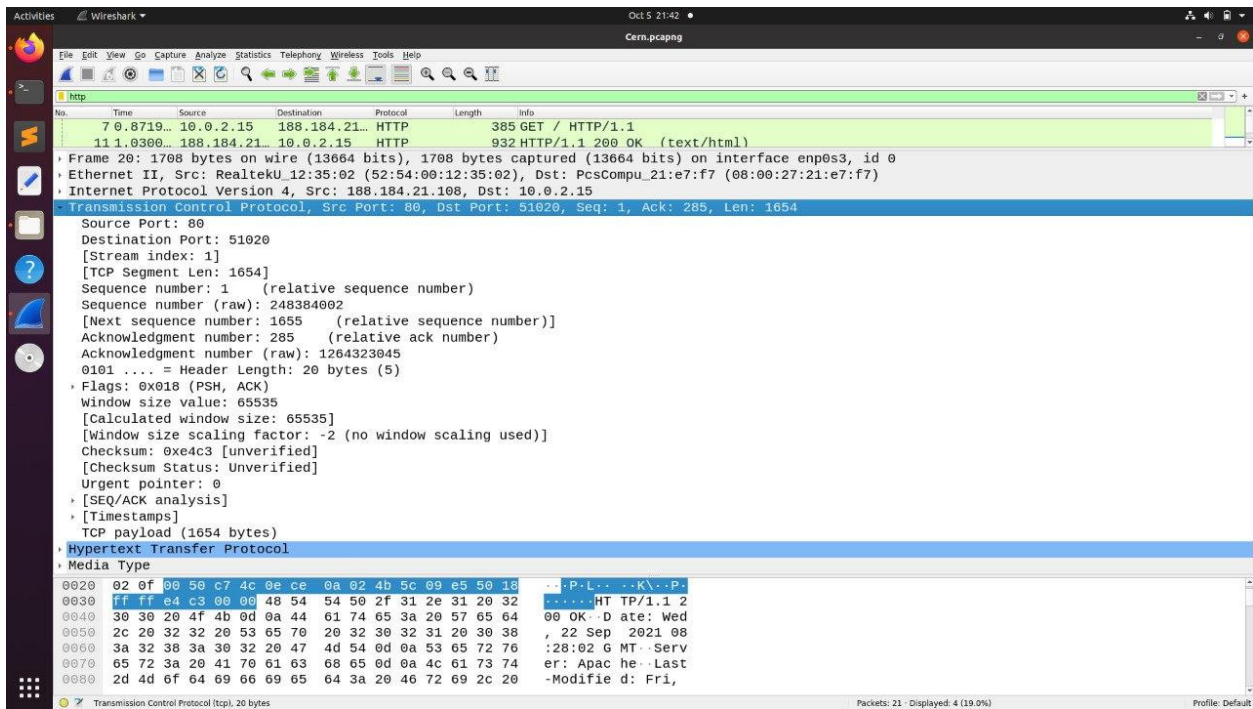 Activities Wireshark Oct 5 21:42
Cern.pcapng
File Edit View Go Capture Analyze Statistics Telephony Wireless Tools Help
http
No. Time Source Destination Protocol Length Info
7 0.8719… 10.0.2.15 188.184.21… HTTP 385 GET / HTTP/1.1
11 1.0300… 188.184.21… 10.0.2.15 HTTP 932 HTTP/1.1 200 OK (text/html)
Frame 20: 1708 bytes on wire (13664 bits), 1708 bytes captured (13664 bits) on interface enp0s3, id 0
Ethernet II, Src: RealtekU_12:35:02 (52:54:00:12:35:02), Dst: PcsCompu_21:e7:f7 (08:00:27:21:e7:f7)
Internet Protocol Version 4, Src: 188.184.21.108, Dst: 10.0.2.15
Transmission Control Protocol, Src Port: 80, Dst Port: 51020, Seq: 1, Ack: 285, Len: 1654
Source Port: 80
Destination Port: 51020
[Stream index: 1]
[TCP Segment Len: 1654]
Sequence number: 1 (relative sequence number)
Sequence number (raw): 248384002
[Next sequence number: 1655 (relative sequence number)]
Acknowledgment number: 285 (relative ack number)
Acknowledgment number (raw): 1264323045
0101 .... = Header Length: 20 bytes (5)
Flags: 0x018 (PSH, ACK)
Window size value: 65535
[Calculated window size: 65535]
[Window size scaling factor: -2 (no window scaling used)]
Checksum: 0xe4c3 [unverified]
[Checksum Status: Unverified]
Urgent pointer: 0
[SEQ/ACK analysis]
[Timestamps]
TCP payload (1654 bytes)
Hypertext Transfer Protocol
Media Type
0020 02 0f 00 50 c7 4c 0e ce 0a 02 4b 5c 09 e5 50 18 ···P·L·· ··K\··P·
0030 ff ff e4 c3 00 00 48 54 54 50 2f 31 2e 31 20 32 ······HT TP/1.1 2
0040 30 30 20 4f 4b 0d 0a 44 61 74 65 3a 20 57 65 64 00 OK··D ate: Wed
0050 2c 20 32 32 20 53 65 70 20 32 30 32 31 20 30 38 , 22 Sep 2021 08
0060 3a 32 38 3a 30 32 20 47 4d 54 0d 0a 53 65 72 76 :28:02 G MT··Serv
0070 65 72 3a 20 41 70 61 63 68 65 0d 0a 4c 61 73 74 er: Apac he··Last
0080 2d 4d 6f 64 69 66 69 65 64 3a 20 46 72 69 2c 20 -Modifie d: Fri,
Transmission Control Protocol (tcp), 20 bytes Packets: 21 · Displayed: 4 (19.0%) Profile: Default